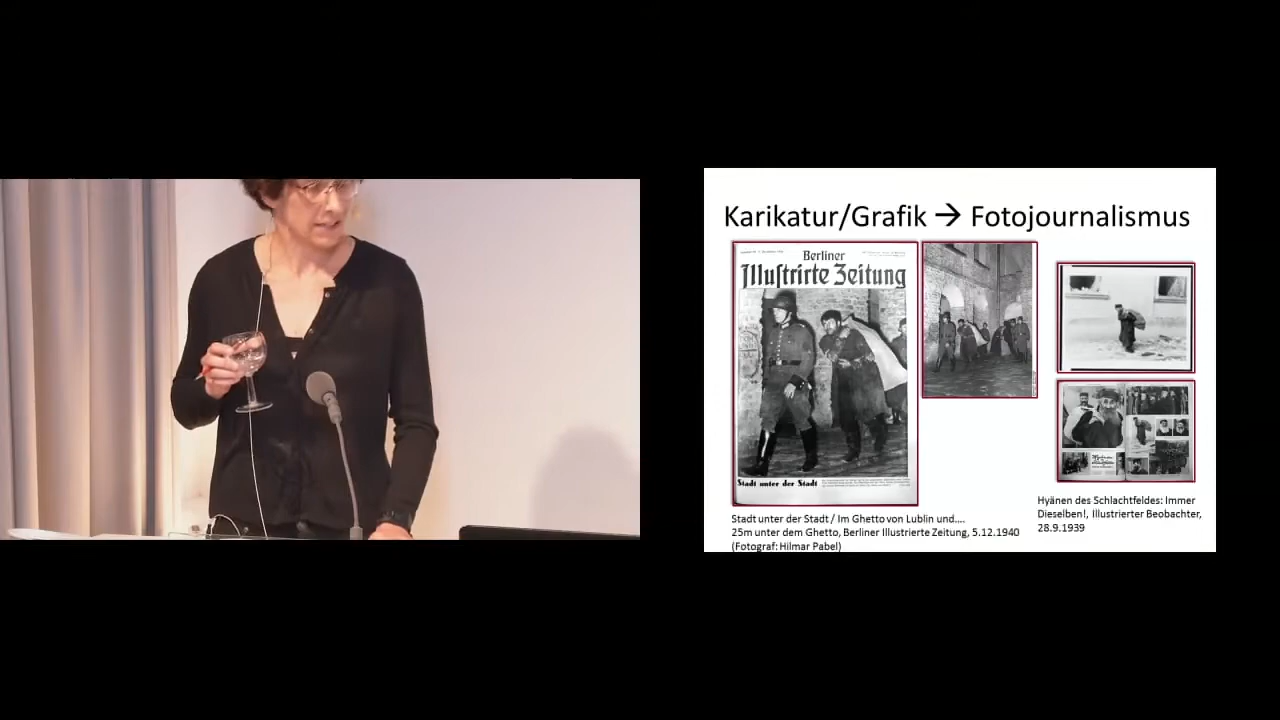 Karikatur/Grafik → Fotojournalismus
Berliner
Illustrirte Zeitung
Stadt unter der Stadt
Stadt unter der Stadt / Im Ghetto von Lublin und....
25m unter dem Ghetto, Berliner Illustrierte Zeitung, 5.12.1940
(Fotograf: Hilmar Pabel)
Hyänen des Schlachtfeldes: Immer
Dieselben!, Illustrierter Beobachter,
28.9.1939